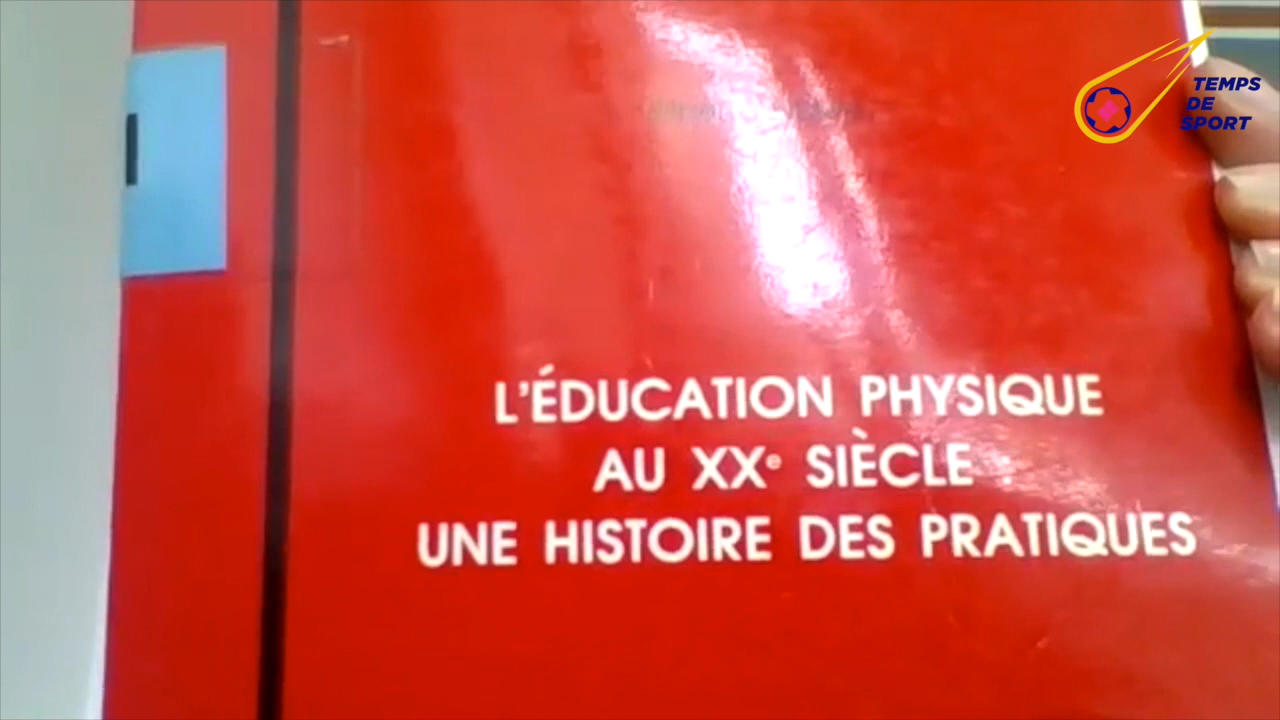 TEMPS
DE
SPORT
L'ÉDUCATION PHYSIQUE
AU XXe SIÈCLE
UNE HISTOIRE DES PRATIQUES